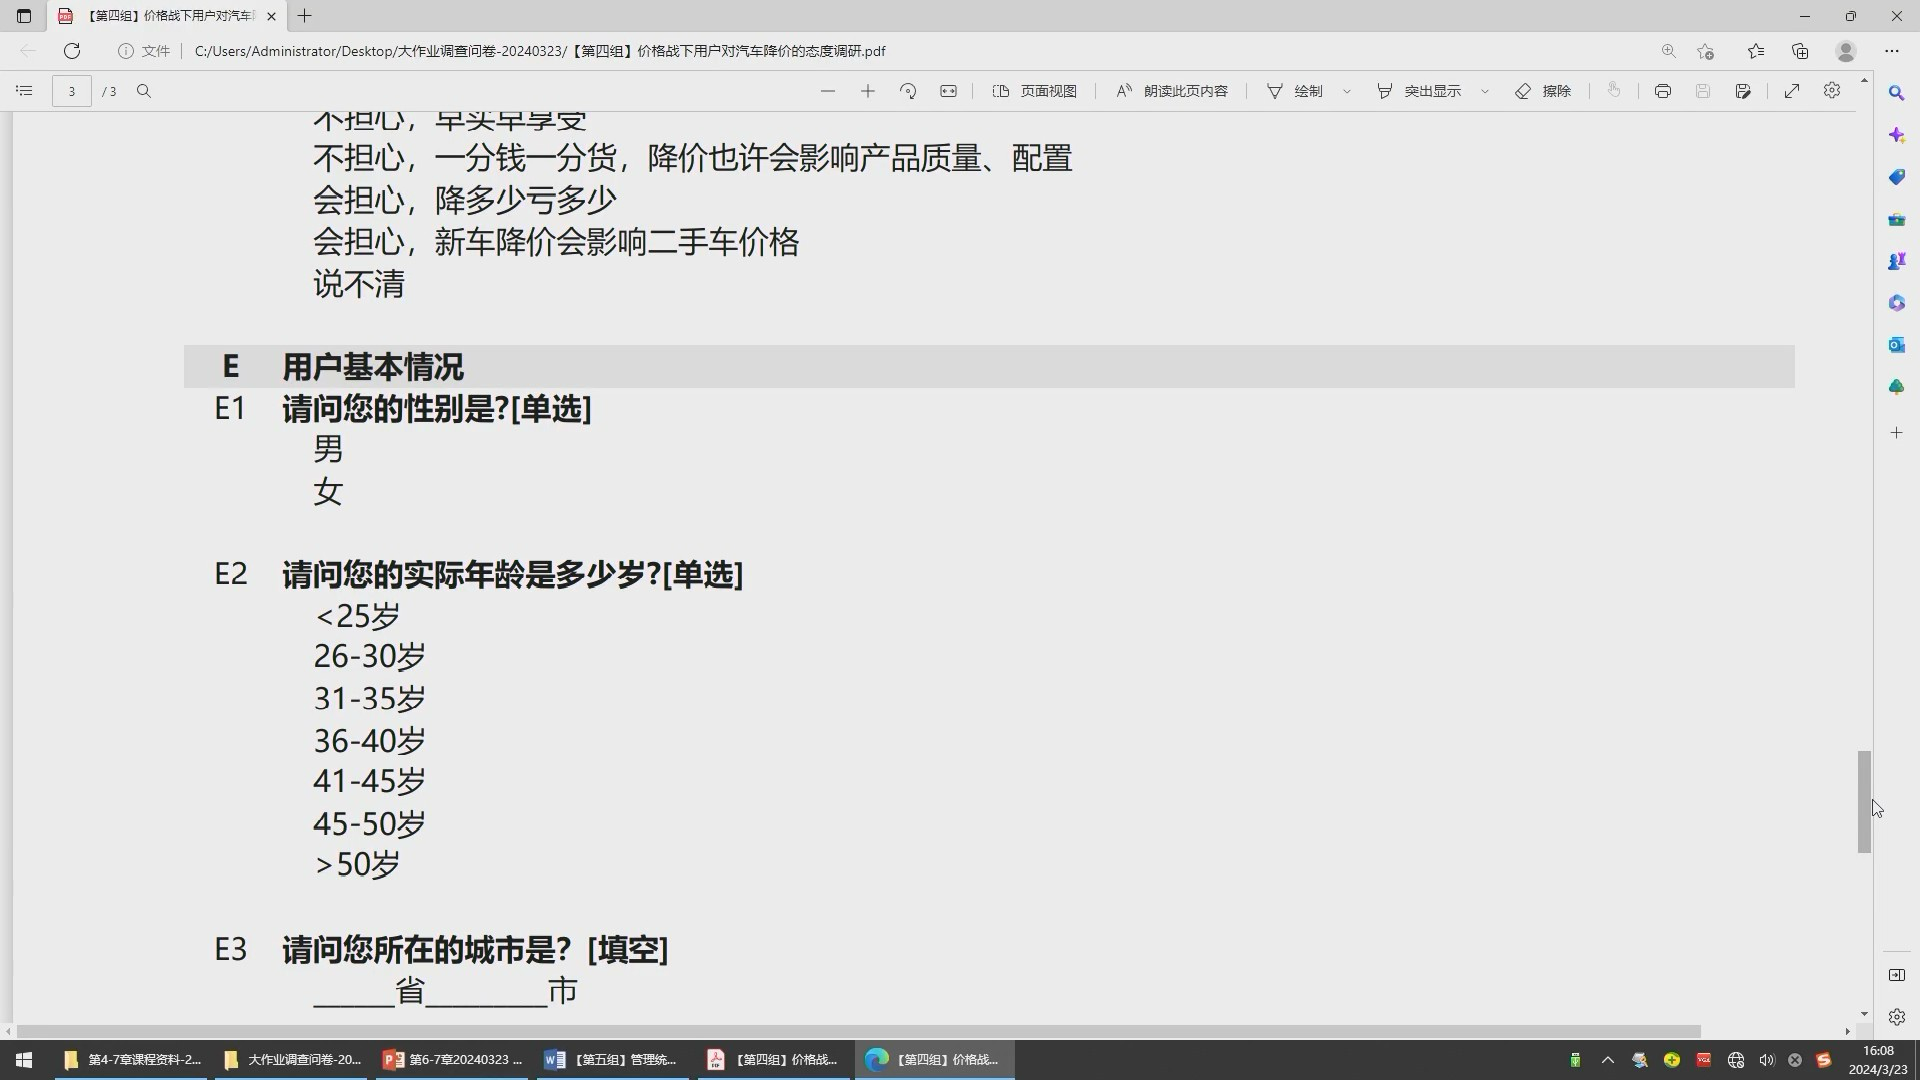 【第四组】价格战下用户对汽车
文件
C:/Users/Administrator/Desktop/大作业调查问卷-20240323/【第四组】价格战下用户对汽车降价的态度调研.pdf
3 / 3
页面视图
朗读此页内容
绘制
突出显示
擦除
不担心，早买早享受
不担心，一分钱一分货，降价也许会影响产品质量、配置
会担心，降多少亏多少
会担心，新车降价会影响二手车价格
说不清
E 用户基本情况
E1 请问您的性别是?[单选]
男
女
E2 请问您的实际年龄是多少岁?[单选]
<25岁
26-30岁
31-35岁
36-40岁
41-45岁
45-50岁
>50岁
E3 请问您所在的城市是？[填空]
______省_________市
第4-7章课程资料-2...
大作业调查问卷-20...
第6-7章20240323 ...
【第五组】管理统...
【第四组】价格战...
【第四组】价格战...
16:08
2024/3/23